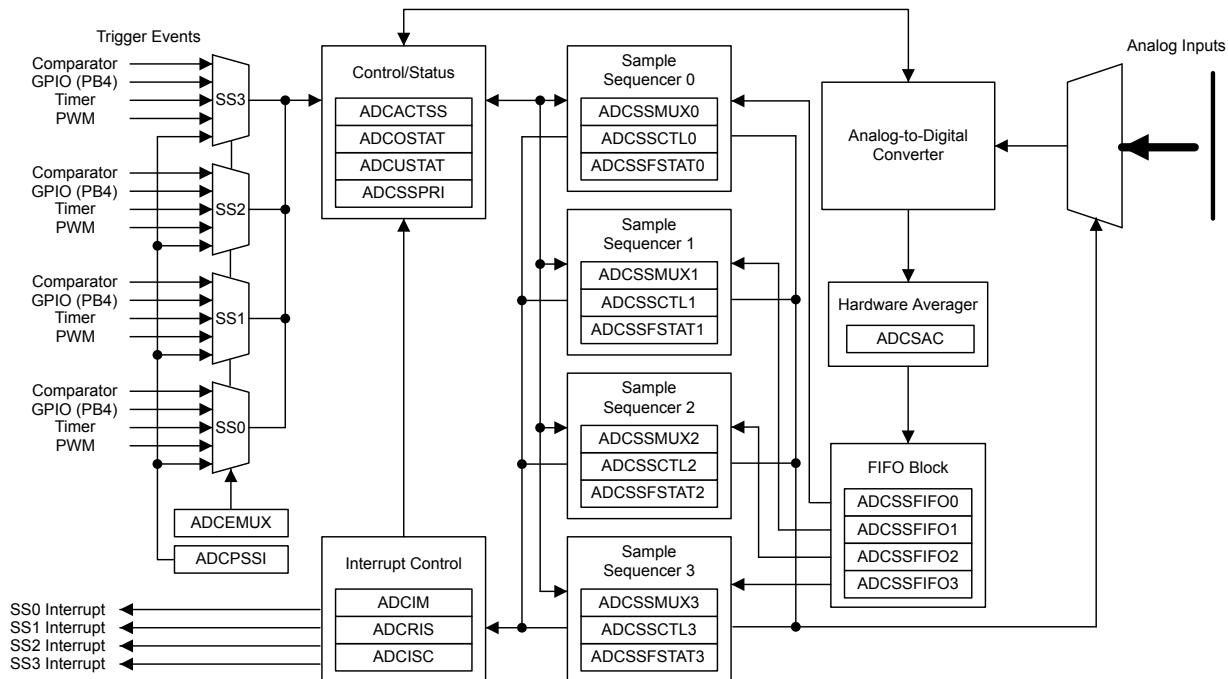 Trigger Events
Comparator
GPIO (PB4)
Timer
PWM
SS3
Comparator
GPIO (PB4)
Timer
PWM
SS2
Comparator
GPIO (PB4)
Timer
PWM
SS1
Comparator
GPIO (PB4)
Timer
PWM
SS0
ADCEMUX
ADCPSSI
SS0 Interrupt
SS1 Interrupt
SS2 Interrupt
SS3 Interrupt
Control/Status
ADCACTSS
ADCOSTAT
ADCUSTAT
ADCSSPRI
Interrupt Control
ADCIM
ADCRIS
ADCISC
Sample
Sequencer 0
ADCSSMUX0
ADCSSCTL0
ADCSSFSTAT0
Sample
Sequencer 1
ADCSSMUX1
ADCSSCTL1
ADCSSFSTAT1
Sample
Sequencer 2
ADCSSMUX2
ADCSSCTL2
ADCSSFSTAT2
Sample
Sequencer 3
ADCSSMUX3
ADCSSCTL3
ADCSSFSTAT3
Analog-to-Digital
Converter
Hardware Averager
ADCSAC
FIFO Block
ADCSSFIFO0
ADCSSFIFO1
ADCSSFIFO2
ADCSSFIFO3
Analog Inputs